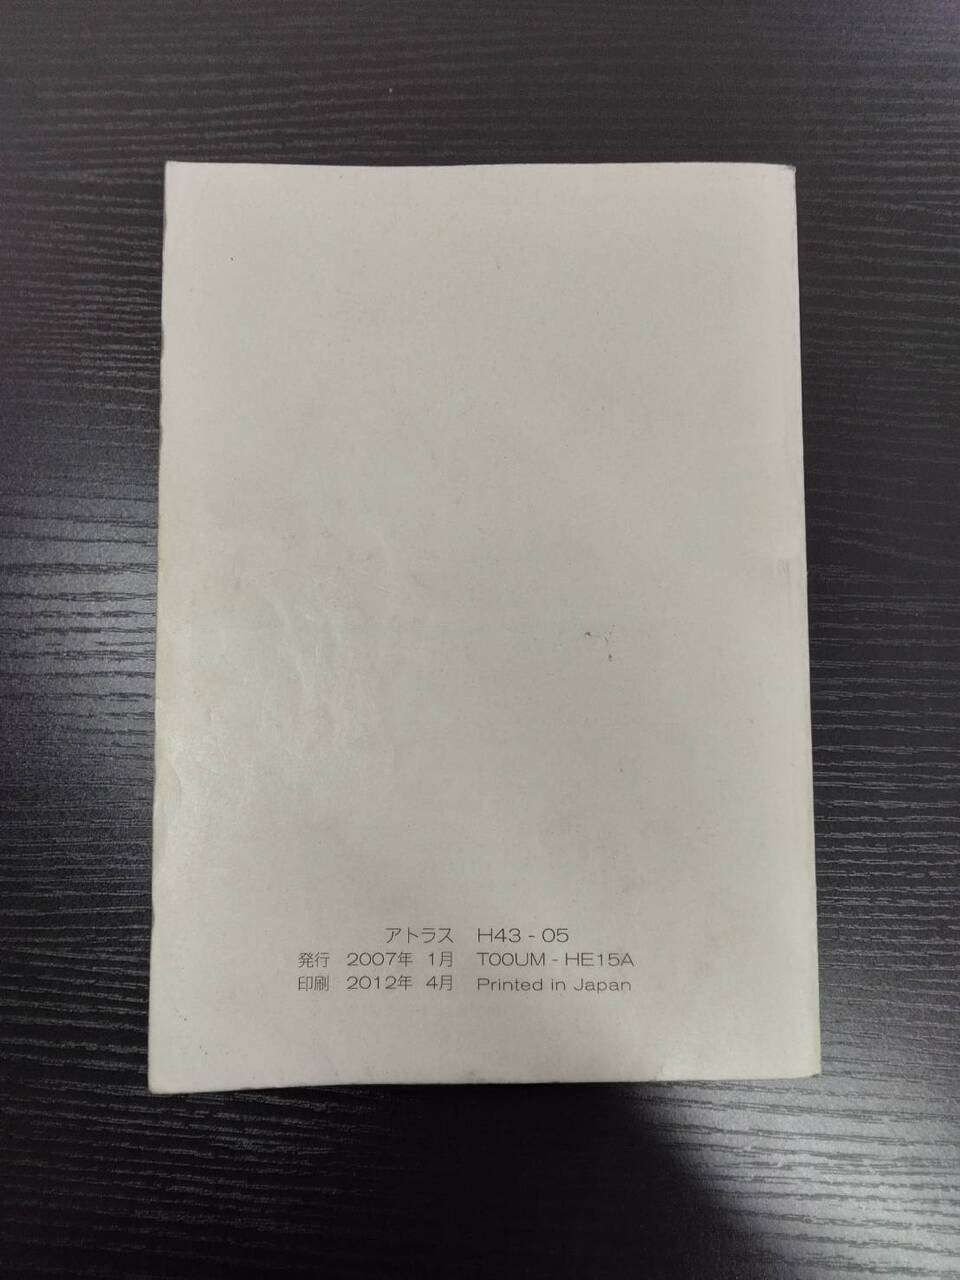 アトラス H43 - 05
発行 2007年 1月 T00UM - HE15A
印刷 2012年 4月 Printed in Japan